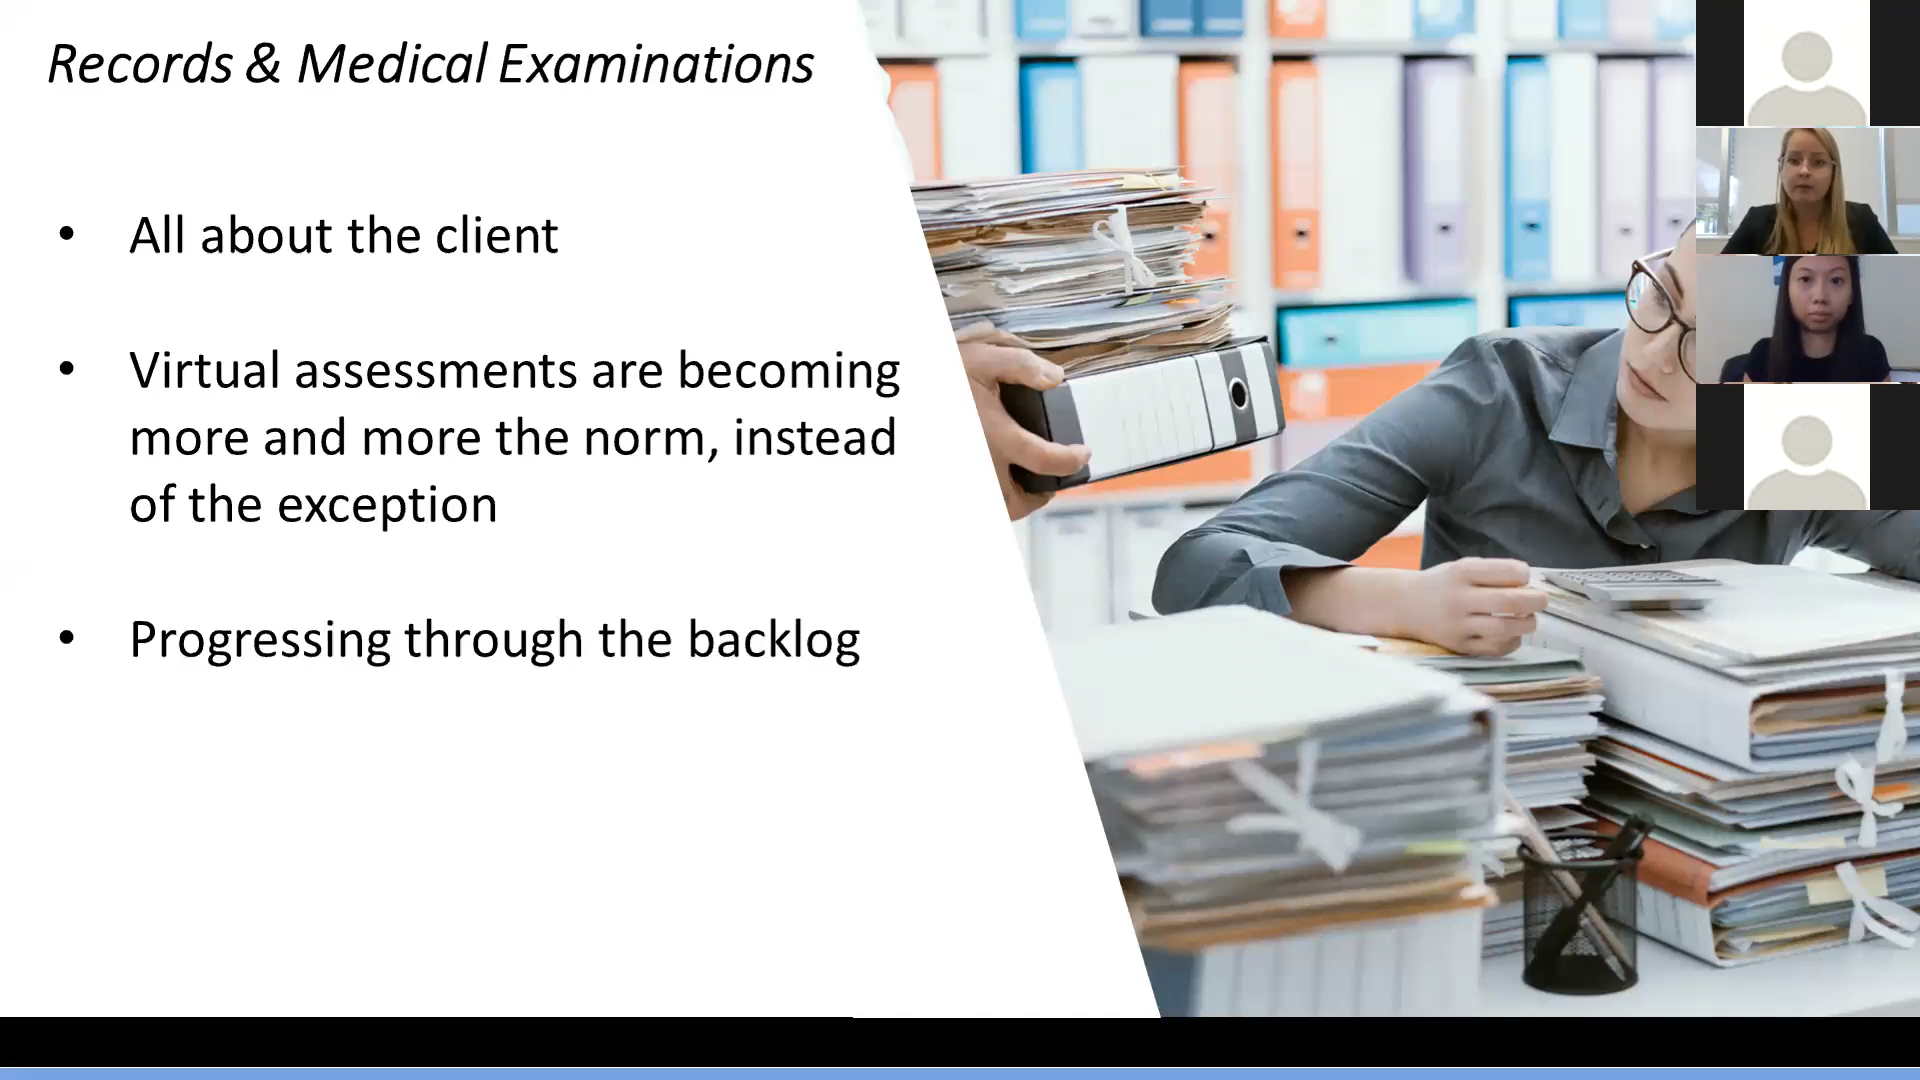 Records & Medical Examinations
• All about the client
• Virtual assessments are becoming
more and more the norm, instead
of the exception
• Progressing through the backlog